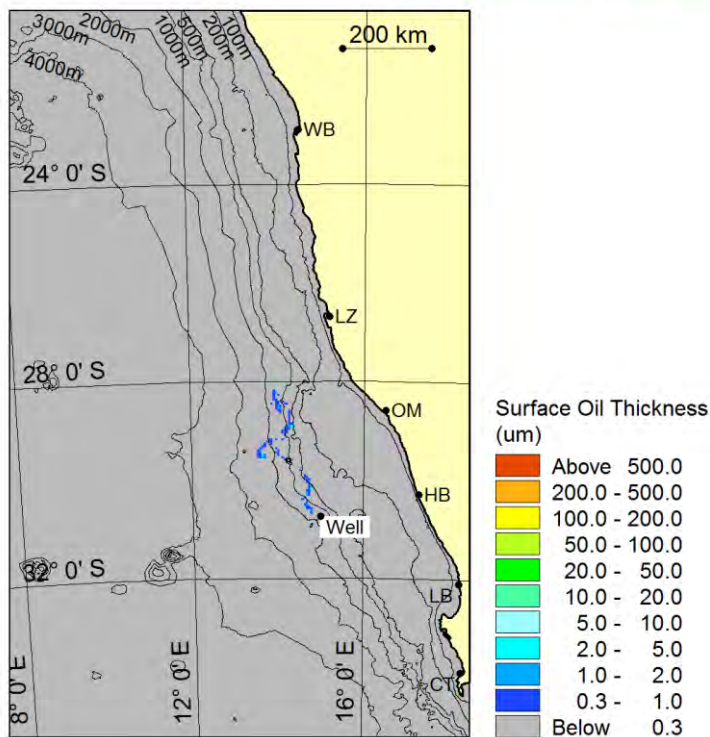 3000m
2000m
1000m
500m
200m
100m
4000m
200 km
WB
24° 0' S
LZ
28° 0' S
OM
HB
Well
32° 0' S
LB
CT
8° 0' E
12° 0' E
16° 0' E
Surface Oil Thickness
(um)
Above 500.0
200.0 - 500.0
100.0 - 200.0
50.0 - 100.0
20.0 - 50.0
10.0 - 20.0
5.0 - 10.0
2.0 - 5.0
1.0 - 2.0
0.3 - 1.0
Below 0.3